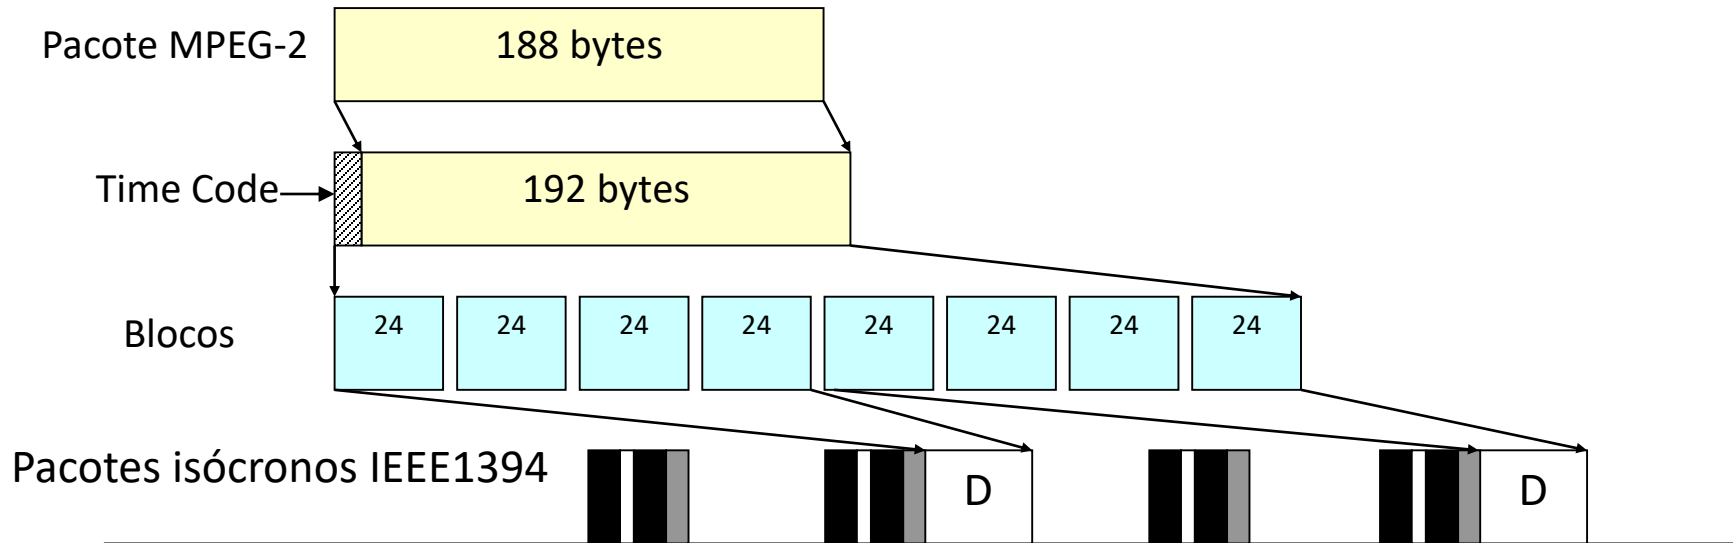 Pacote MPEG-2
188 bytes
Time Code
192 bytes
Blocos
24 24 24 24 24 24 24 24
Pacotes isócronos IEEE1394
D D